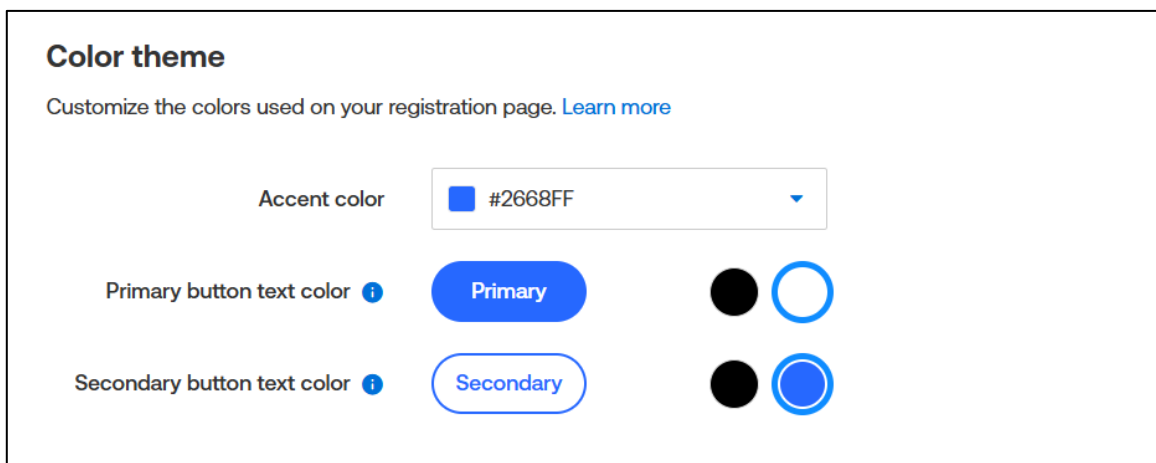 Color theme
Customize the colors used on your registration page. Learn more
Accent color #2668FF
Primary button text color Primary
Secondary button text color Secondary